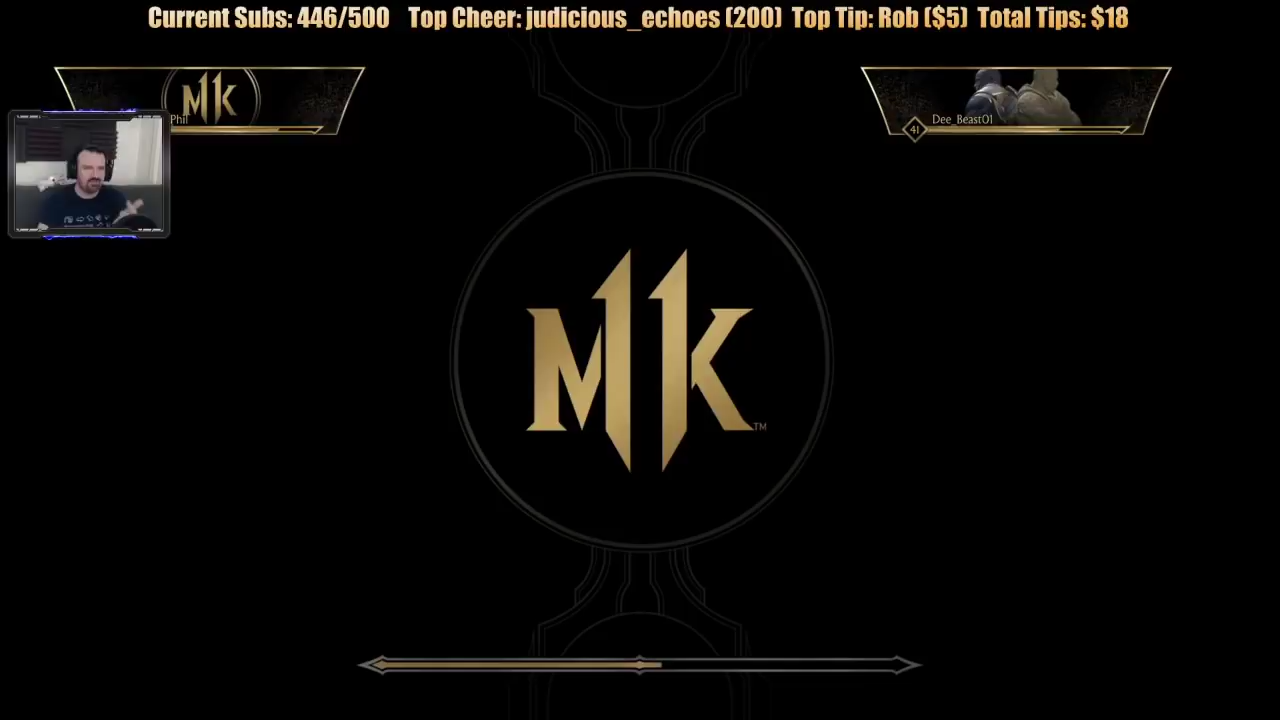 Current Subs: 446/500 Top Cheer: judicious_echoes (200) Top Tip: Rob ($5) Total Tips: $18
MK
Phil
41 Dee_Beast01
MK
TM